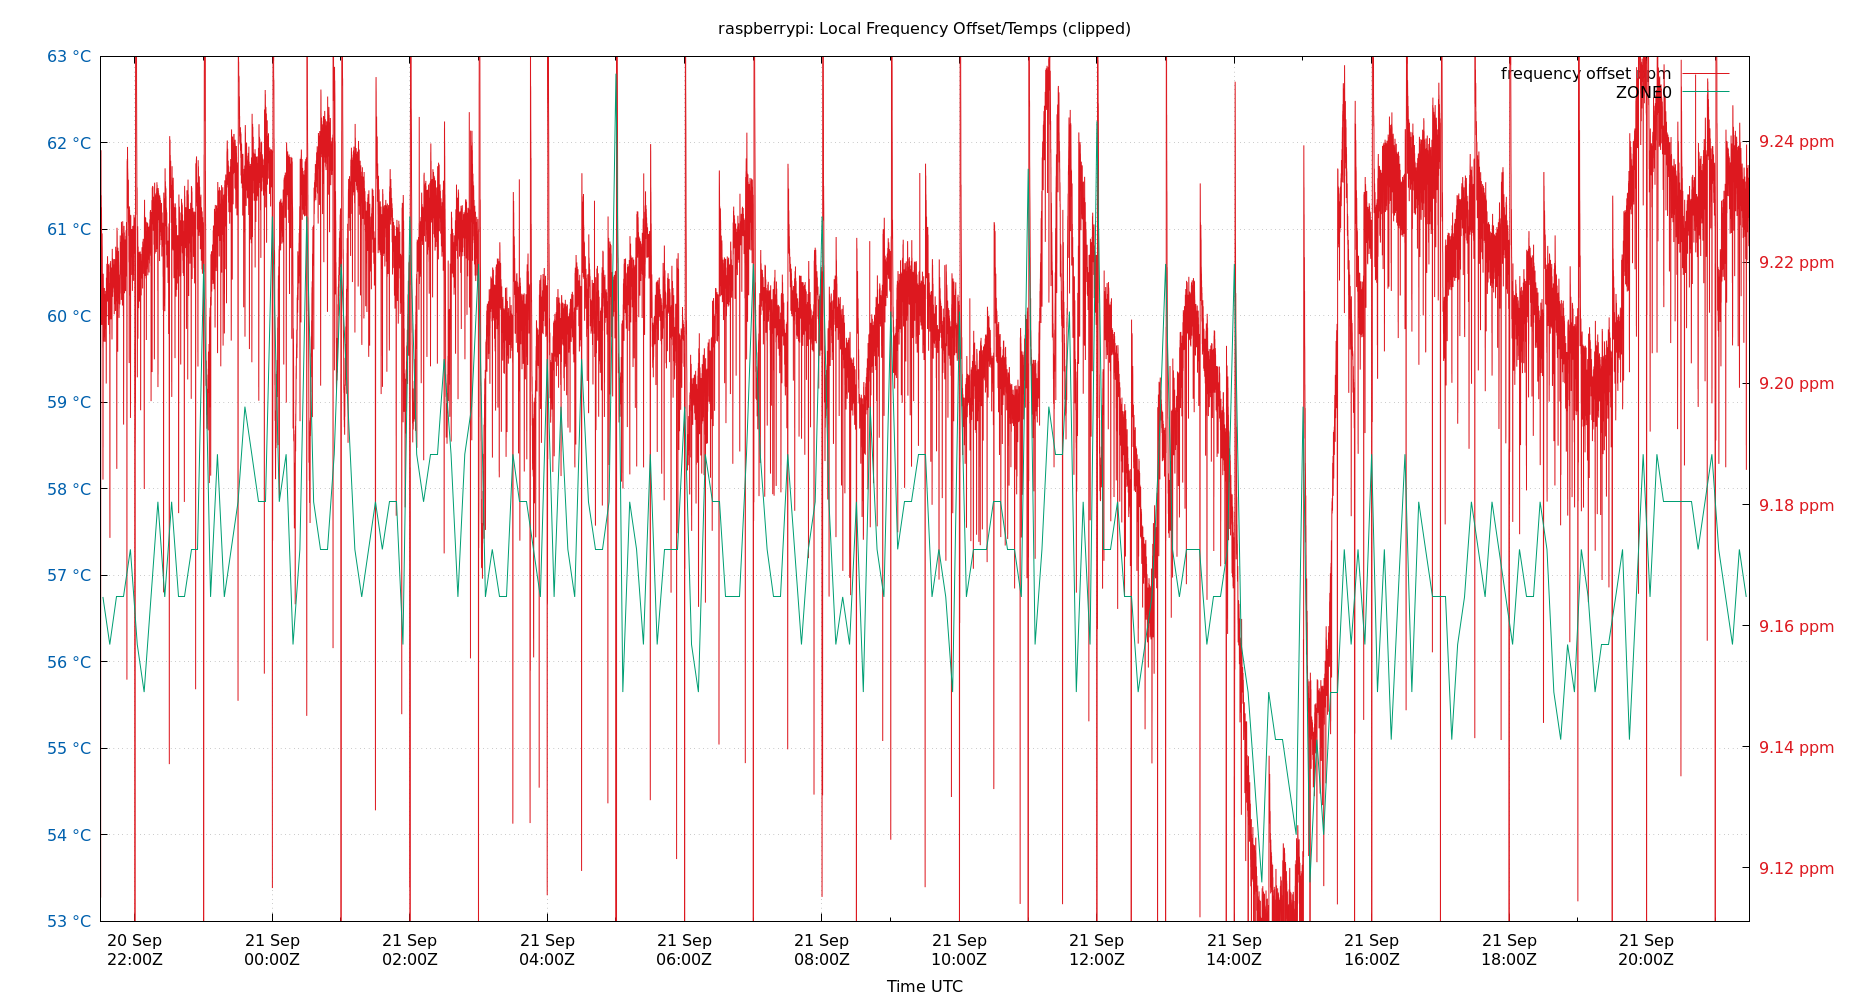 raspberrypi: Local Frequency Offset/Temps (clipped)
63 °C
62 °C
61 °C
60 °C
59 °C
58 °C
57 °C
56 °C
55 °C
54 °C
53 °C
frequency offset ppm
ZONE0
9.24 ppm
9.22 ppm
9.20 ppm
9.18 ppm
9.16 ppm
9.14 ppm
9.12 ppm
20 Sep
22:00Z
21 Sep
00:00Z
21 Sep
02:00Z
21 Sep
04:00Z
21 Sep
06:00Z
21 Sep
08:00Z
21 Sep
10:00Z
21 Sep
12:00Z
21 Sep
14:00Z
21 Sep
16:00Z
21 Sep
18:00Z
21 Sep
20:00Z
Time UTC